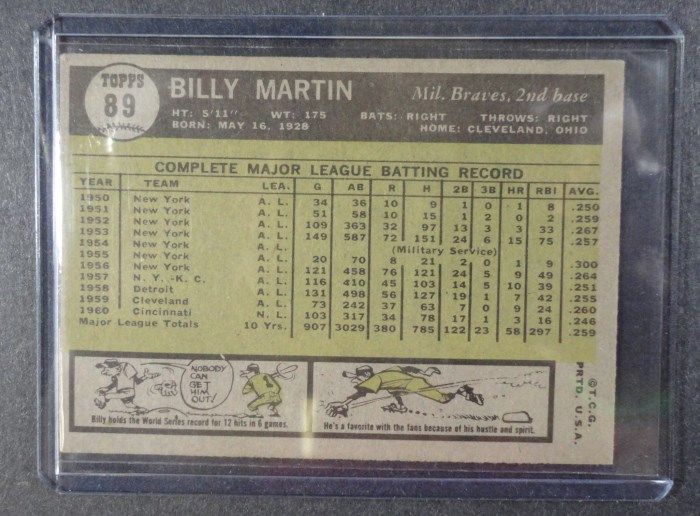 TOPPS
89
BILLY MARTIN
Mil. Braves, 2nd base
HT: 5'11" WT: 175 BATS: RIGHT THROWS: RIGHT
BORN: MAY 16, 1928 HOME: CLEVELAND, OHIO
COMPLETE MAJOR LEAGUE BATTING RECORD
YEAR TEAM LEA. G AB R H 2B 3B HR RBI AVG.
1950 New York A. L. 34 36 10 9 1 0 1 8 .250
1951 New York A. L. 51 58 10 15 1 2 0 2 .259
1952 New York A. L. 109 363 32 97 13 3 3 33 .267
1953 New York A. L. 149 587 72 151 24 6 15 75 .257
1954 New York A. L. (Military Service)
1955 New York A. L. 20 70 8 21 2 0 1 9 .300
1956 New York A. L. 121 458 76 121 24 5 9 49 .264
1957 N. Y. -K. C. A. L. 116 410 45 103 14 5 10 39 .251
1958 Detroit A. L. 131 498 56 127 19 1 7 42 .255
1959 Cleveland A. L. 73 242 37 63 7 0 9 24 .260
1960 Cincinnati N. L. 103 317 34 78 17 1 3 16 .246
Major League Totals 10 Yrs. 907 3029 380 785 122 23 58 297 .259
NOBODY
CAN
GET
HIM
OUT!
Billy holds the World Series record for 12 hits in 6 games.
He's a favorite with the fans because of his hustle and spirit.
©T.C.G.
PRTD. U.S.A.